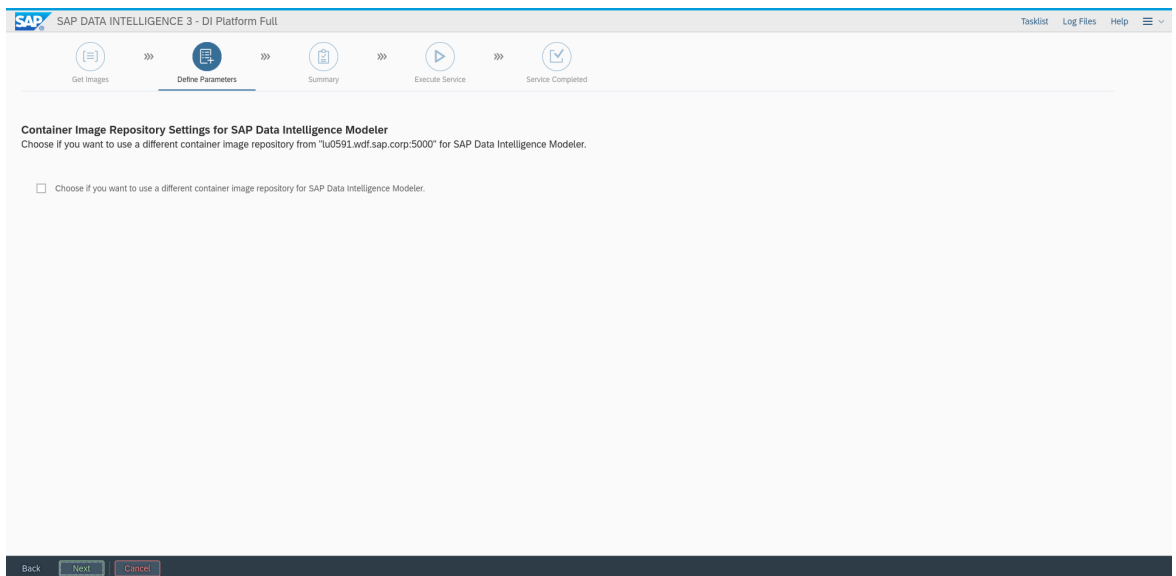 SAP SAP DATA INTELLIGENCE 3 - DI Platform Full Tasklist Log Files Help
Get Images Define Parameters Summary Execute Service Service Completed
Container Image Repository Settings for SAP Data Intelligence Modeler
Choose if you want to use a different container image repository from "lu0591.wdf.sap.corp:5000" for SAP Data Intelligence Modeler.
Choose if you want to use a different container image repository for SAP Data Intelligence Modeler.
Back Next Cancel